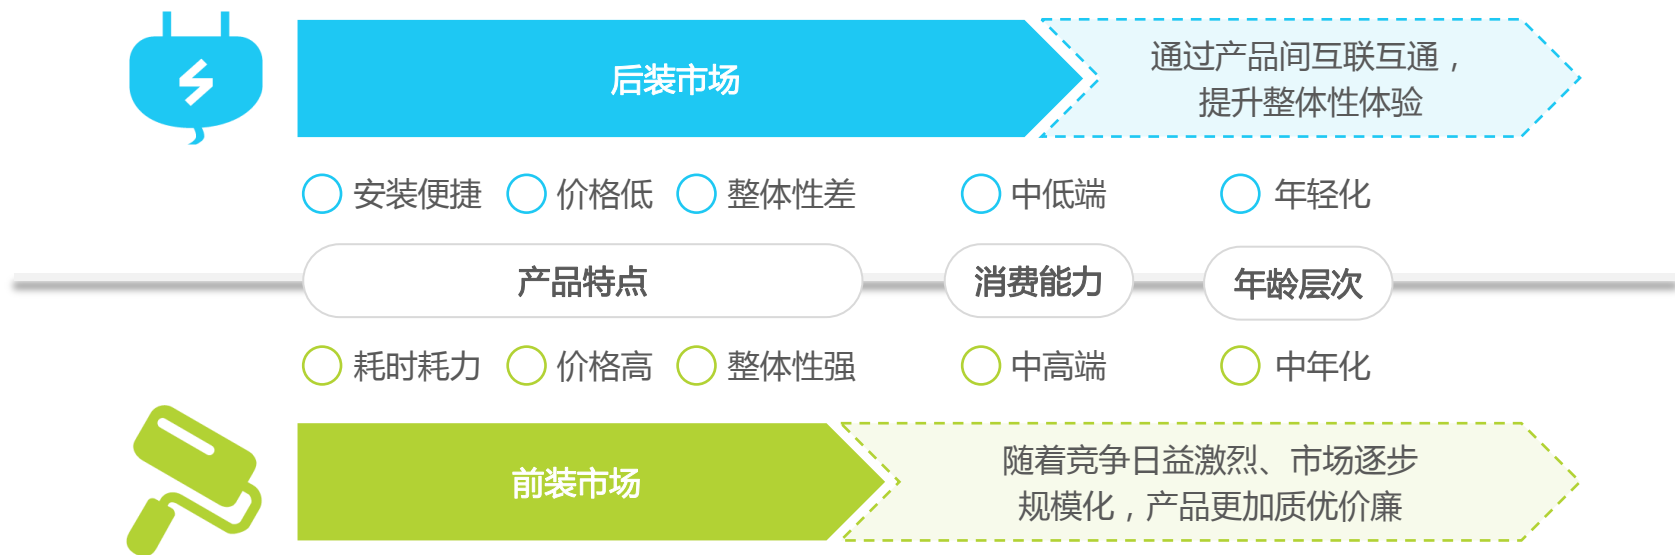 后装市场
通过产品间互联互通，
提升整体性体验
安装便捷 价格低 整体性差 中低端 年轻化
产品特点 消费能力 年龄层次
耗时耗力 价格高 整体性强 中高端 中年化
前装市场
随着竞争日益激烈、市场逐步
规模化，产品更加质优价廉